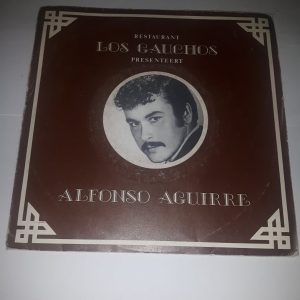 RESTAURANT
LOS GAUCHOS
PRESENTEERT
ALFONSO AGUIRRE